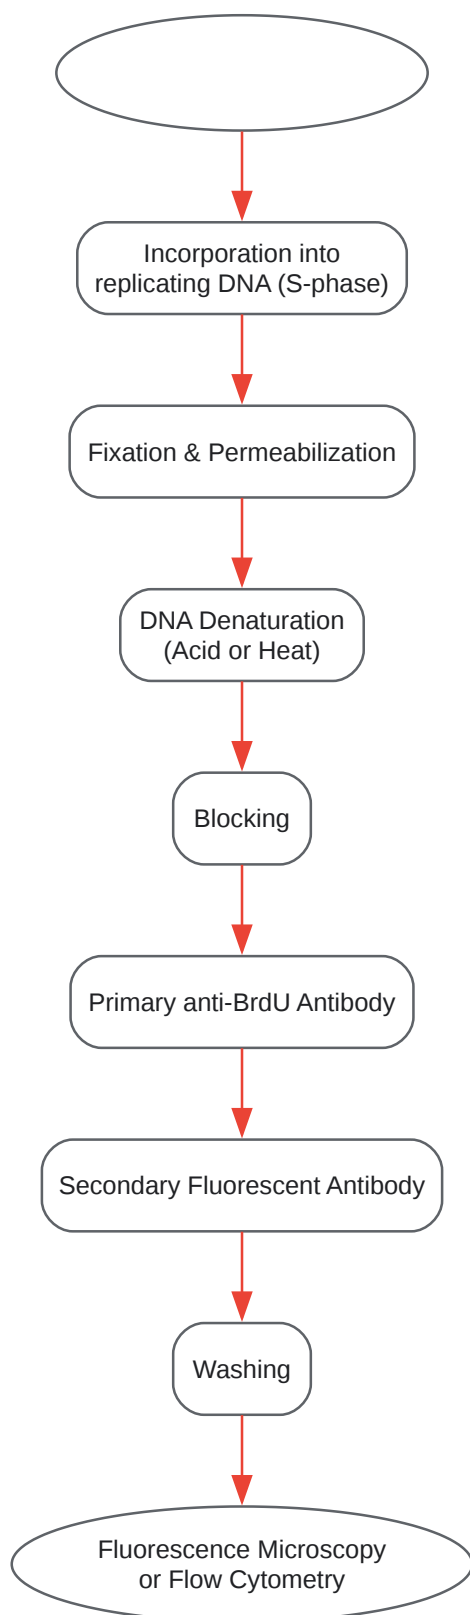 Incorporation into
replicating DNA (S-phase)
Fixation & Permeabilization
DNA Denaturation
(Acid or Heat)
Blocking
Primary anti-BrdU Antibody
Secondary Fluorescent Antibody
Washing
Fluorescence Microscopy
or Flow Cytometry